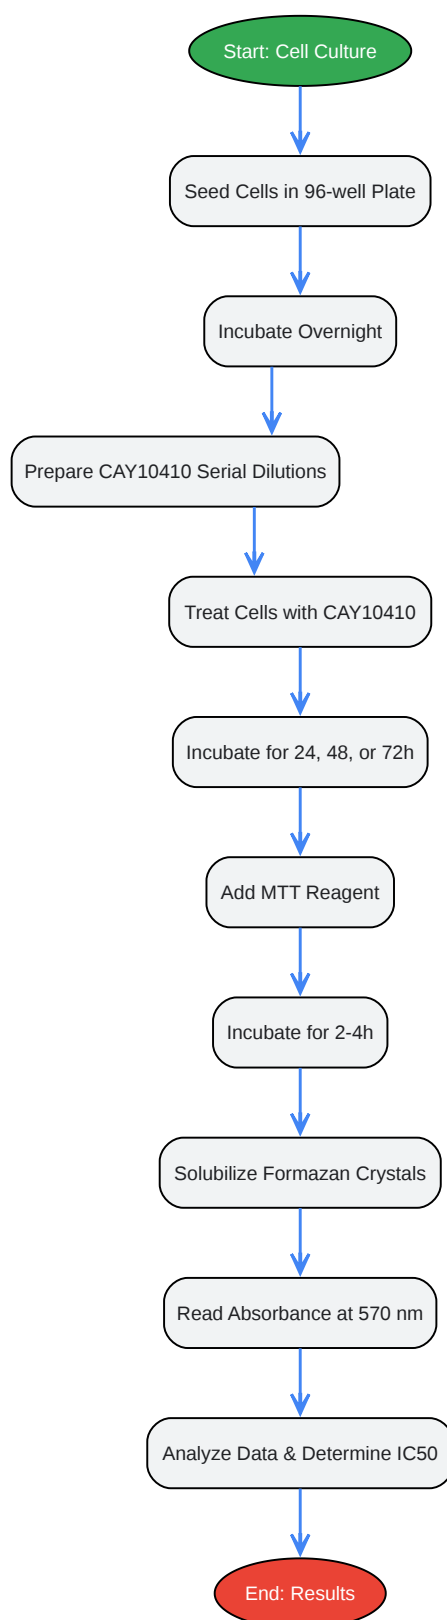 Start: Cell Culture
Seed Cells in 96-well Plate
Incubate Overnight
Prepare CAY10410 Serial Dilutions
Treat Cells with CAY10410
Incubate for 24, 48, or 72h
Add MTT Reagent
Incubate for 2-4h
Solubilize Formazan Crystals
Read Absorbance at 570 nm
Analyze Data & Determine IC50
End: Results